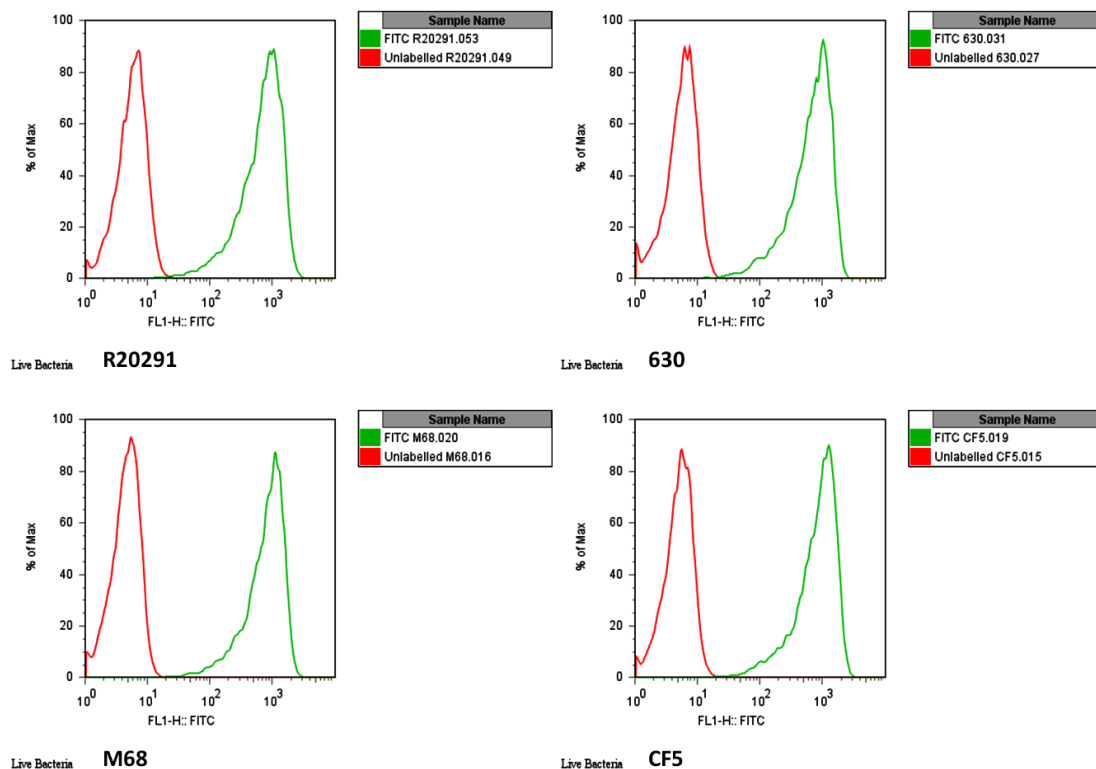 Sample Name
FITC R20291.053
Unlabelled R20291.049
100
80
60
40
20
0
% of Max
10^0 10^1 10^2 10^3
FL1-H:: FITC
Live Bacteria R20291
Sample Name
FITC 630.031
Unlabelled 630.027
100
80
60
40
20
0
% of Max
10^0 10^1 10^2 10^3
FL1-H:: FITC
Live Bacteria 630
Sample Name
FITC M68.020
Unlabelled M68.016
100
80
60
40
20
0
% of Max
10^0 10^1 10^2 10^3
FL1-H:: FITC
Live Bacteria M68
Sample Name
FITC CF5.019
Unlabelled CF5.015
100
80
60
40
20
0
% of Max
10^0 10^1 10^2 10^3
FL1-H:: FITC
Live Bacteria CF5